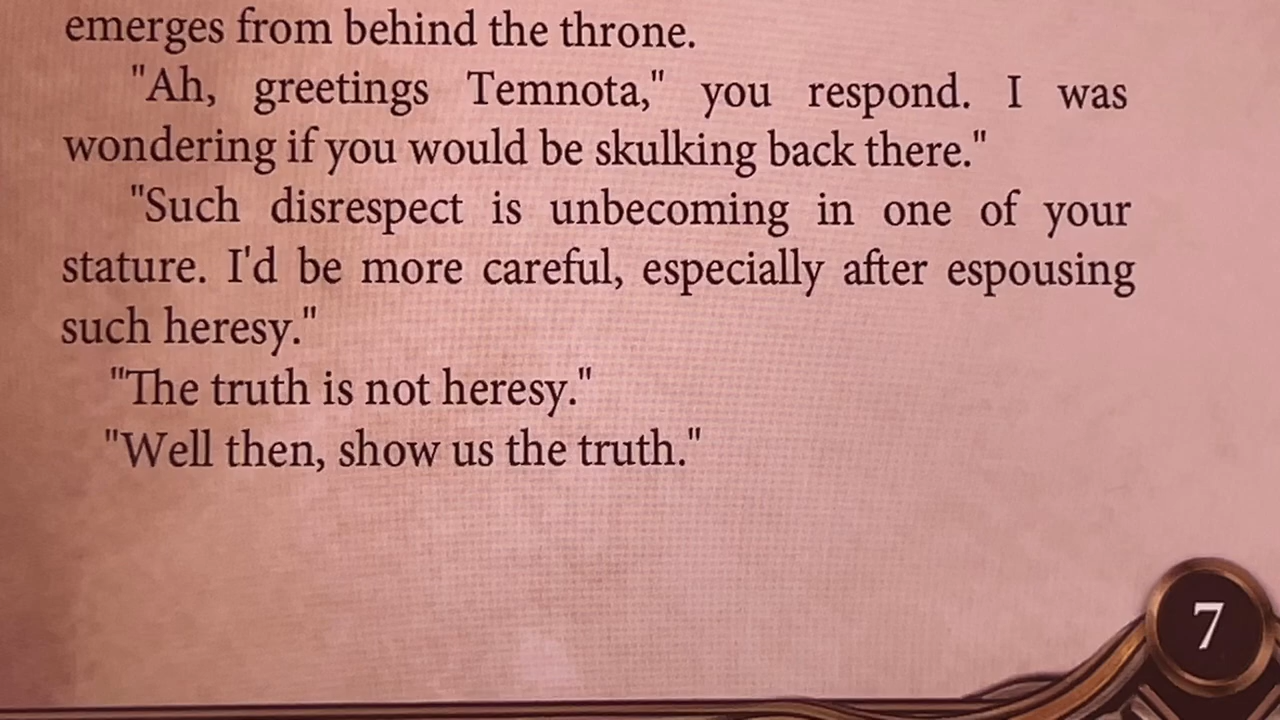 emerges from behind the throne.
"Ah, greetings Temnota," you respond. I was
wondering if you would be skulking back there."
"Such disrespect is unbecoming in one of your
stature. I'd be more careful, especially after espousing
such heresy."
"The truth is not heresy."
"Well then, show us the truth."
7